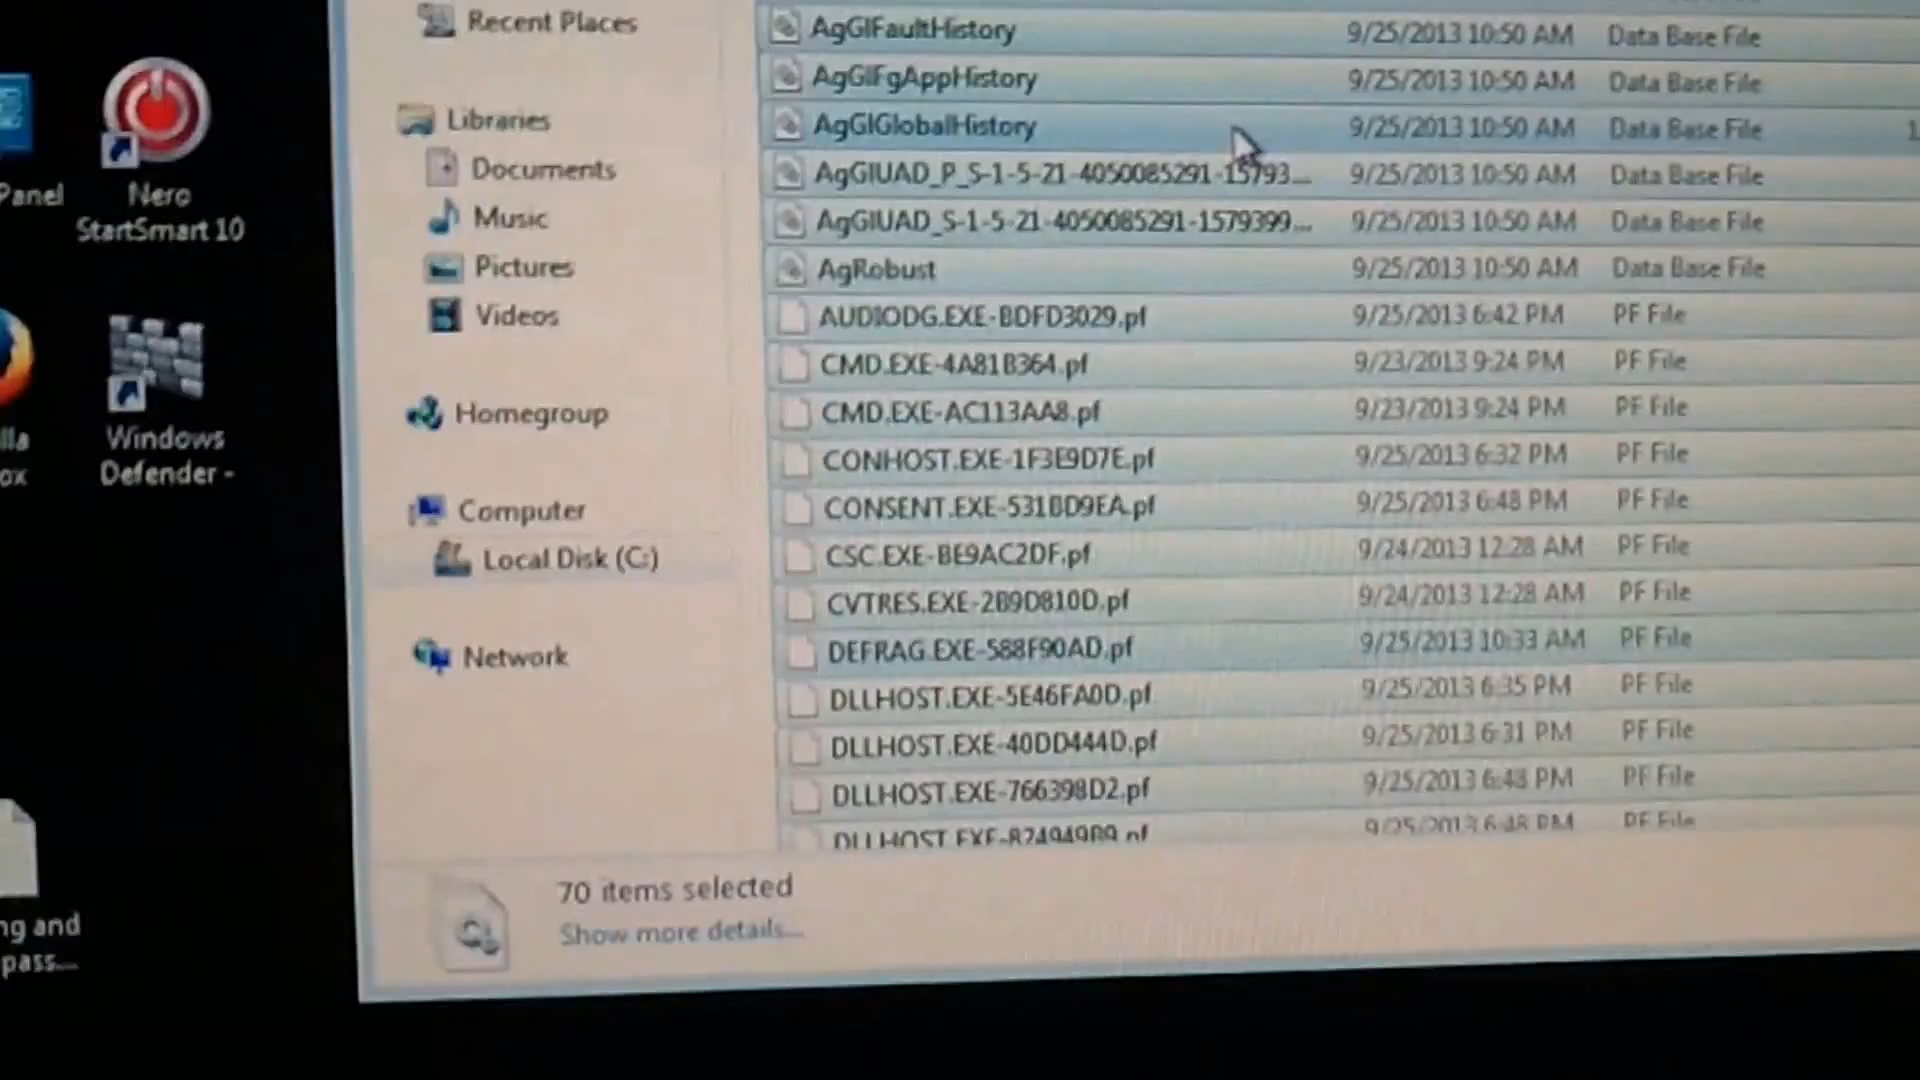 Panel
Nero
StartSmart 10
lla
ox
Windows
Defender -
ng and
pass...
Recent Places
Libraries
Documents
Music
Pictures
Videos
Homegroup
Computer
Local Disk (C:)
Network
AgGlFaultHistory 9/25/2013 10:50 AM Data Base File
AgGlFgAppHistory 9/25/2013 10:50 AM Data Base File
AgGlGlobalHistory 9/25/2013 10:50 AM Data Base File 1
AgGlUAD_P_S-1-5-21-4050085291-15793... 9/25/2013 10:50 AM Data Base File
AgGlUAD_S-1-5-21-4050085291-1579399... 9/25/2013 10:50 AM Data Base File
AgRobust 9/25/2013 10:50 AM Data Base File
AUDIODG.EXE-BDFD3029.pf 9/25/2013 6:42 PM PF File
CMD.EXE-4A81B364.pf 9/23/2013 9:24 PM PF File
CMD.EXE-AC113AA8.pf 9/23/2013 9:24 PM PF File
CONHOST.EXE-1F3E9D7E.pf 9/25/2013 6:32 PM PF File
CONSENT.EXE-531BD9EA.pf 9/25/2013 6:48 PM PF File
CSC.EXE-BE9AC2DF.pf 9/24/2013 12:28 AM PF File
CVTRES.EXE-2B9D810D.pf 9/24/2013 12:28 AM PF File
DEFRAG.EXE-588F90AD.pf 9/25/2013 10:33 AM PF File
DLLHOST.EXE-5E46FA0D.pf 9/25/2013 6:35 PM PF File
DLLHOST.EXE-40DD444D.pf 9/25/2013 6:31 PM PF File
DLLHOST.EXE-766398D2.pf 9/25/2013 6:48 PM PF File
9/25/2013 6:48 PM PF File
70 items selected
Show more details...